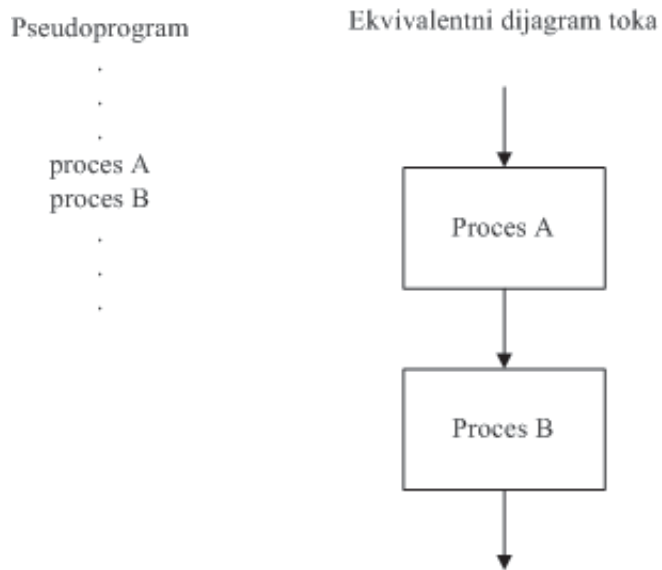 Pseudoprogram
.
.
.
proces A
proces B
.
.
.
Ekvivalentni dijagram toka
Proces A
Proces B